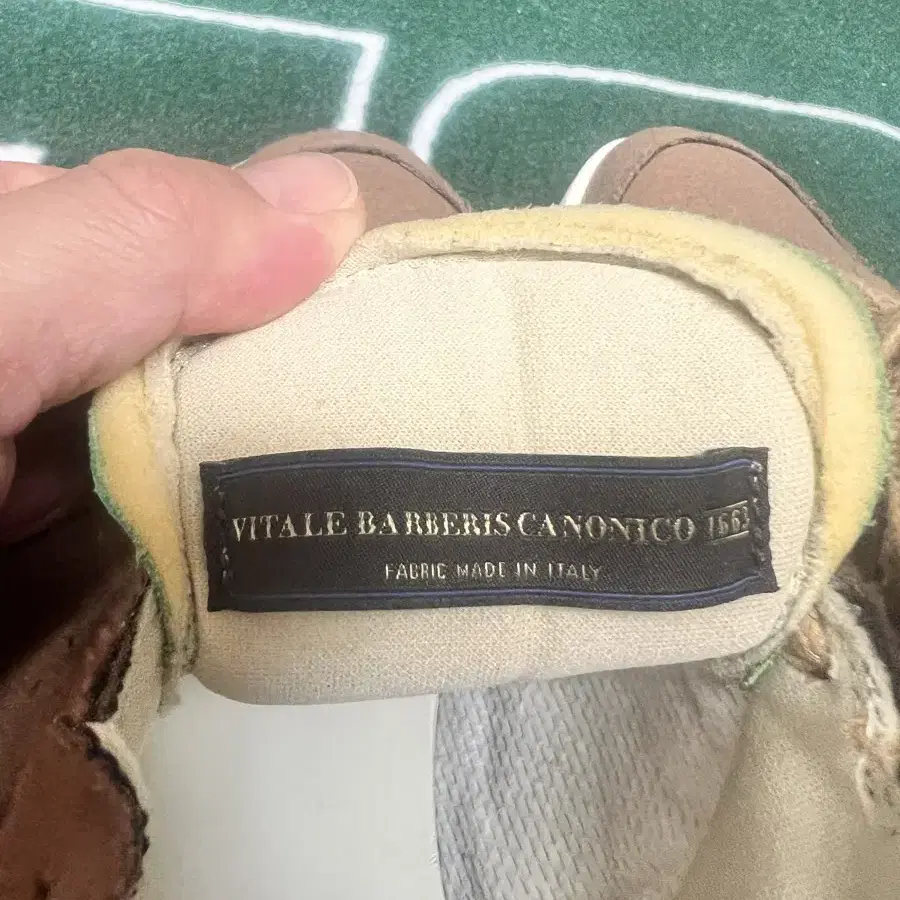 VITALE BARBERIS CANONICO 1663
FABRIC MADE IN ITALY